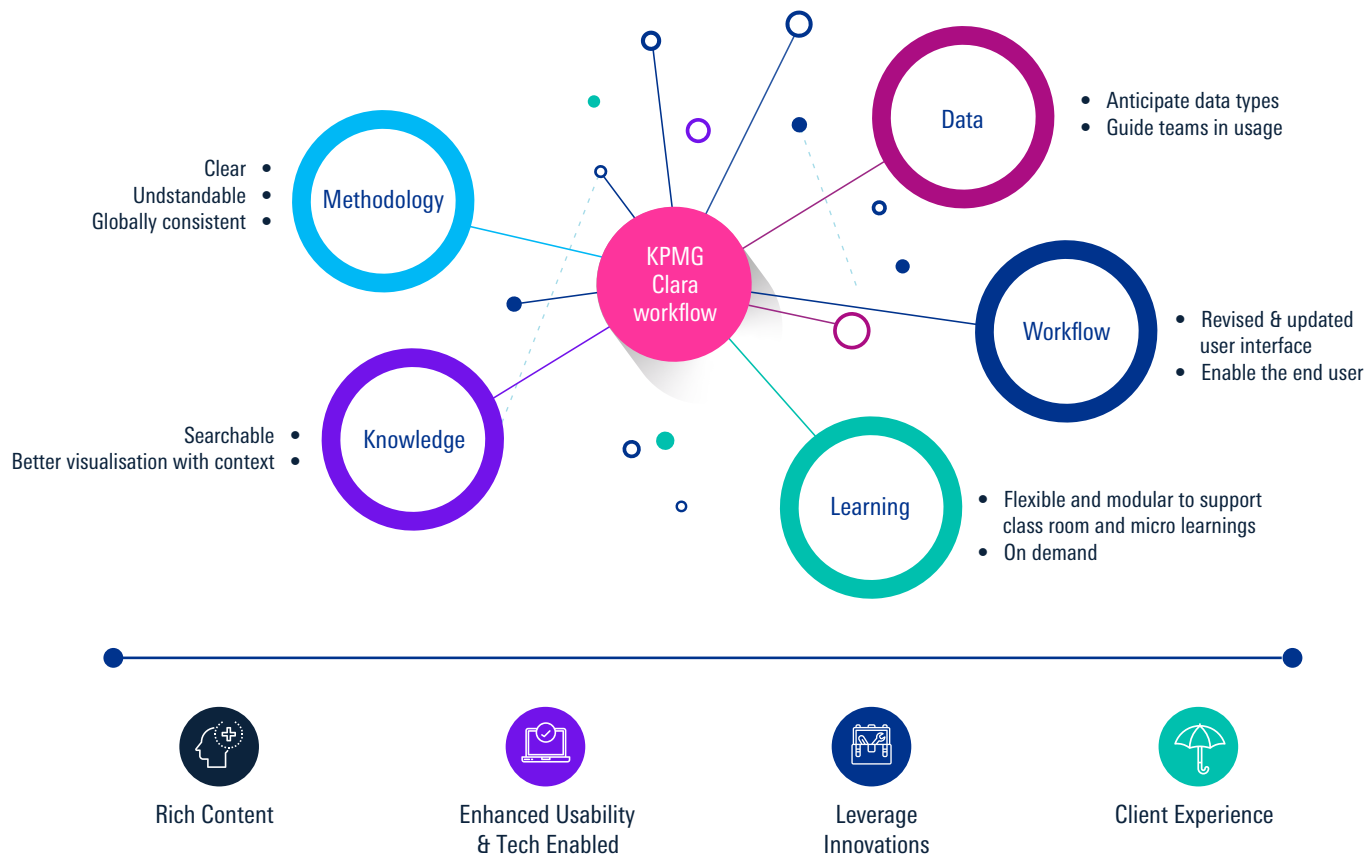 KPMG
Clara
workflow
Methodology
Clear
Undstandable
Globally consistent
Data
Anticipate data types
Guide teams in usage
Workflow
Revised & updated
user interface
Enable the end user
Knowledge
Searchable
Better visualisation with context
Learning
Flexible and modular to support
class room and micro learnings
On demand
Rich Content
Enhanced Usability
& Tech Enabled
Leverage
Innovations
Client Experience